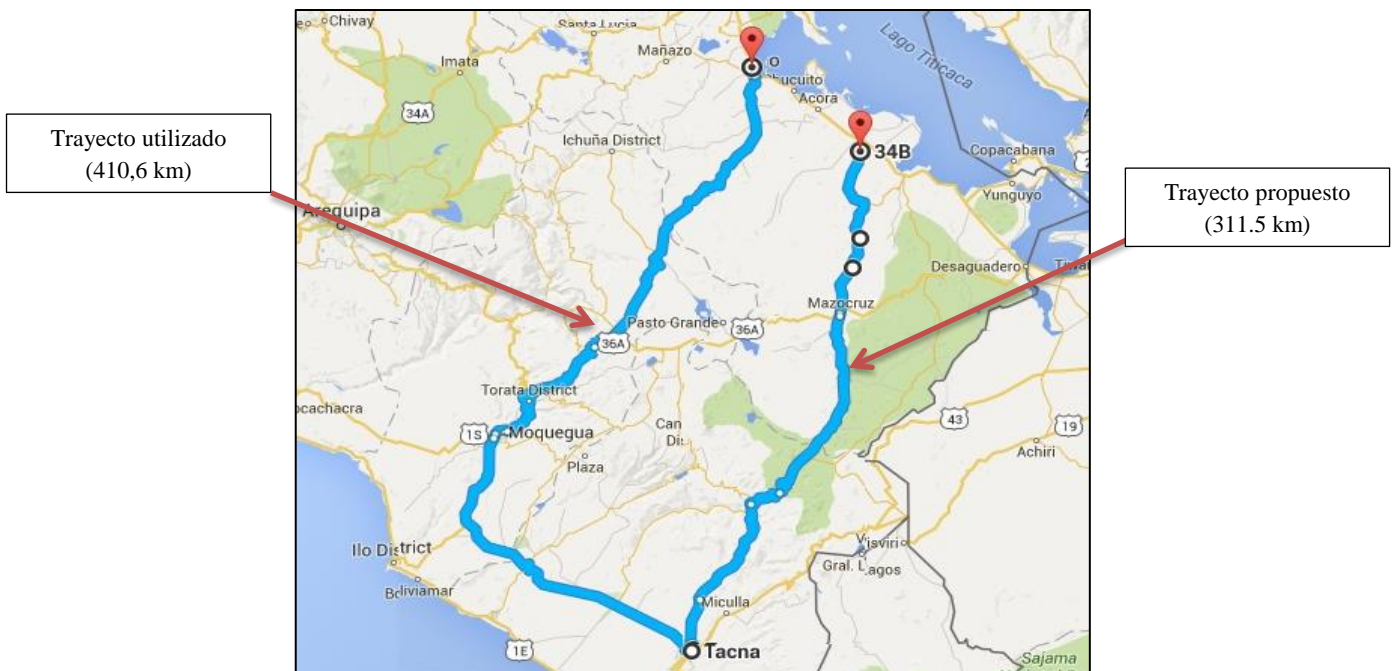 Chivay
Santa Lucia
Mañazo
Imata
Lago Titicaca
Chucuito
Acora
34A
Ichuña District
34B
Copacabana
Yunguyo
Trayecto utilizado
(410,6 km)
Trayecto propuesto
(311.5 km)
Arequipa
Desaguadero
Mazocruz
Pasto Grande
36A
36A
Torata District
1S
Moquegua
Plaza
43
19
Achiri
Ilo District
Visviri
Gral. Lagos
Miculla
1E
Tacna
Sajama